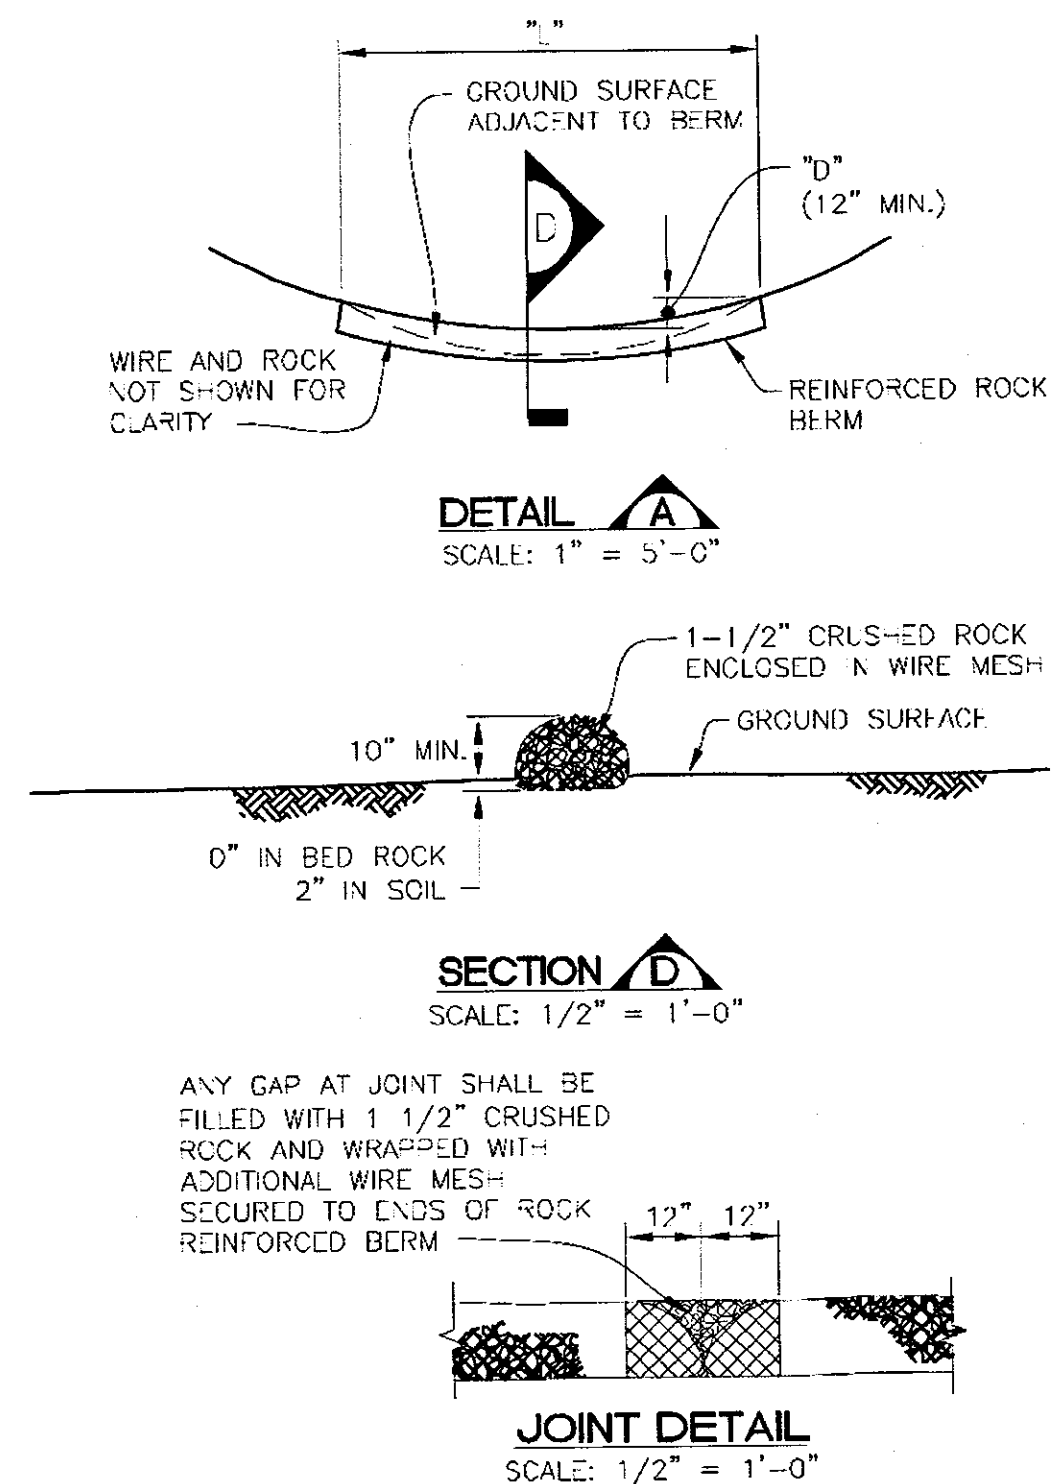 "L"
GROUND SURFACE
ADJACENT TO BERM
"D"
(12" MIN.)
D
WIRE AND ROCK
NOT SHOWN FOR
CLARITY
REINFORCED ROCK
BERM
DETAIL A
SCALE: 1" = 5'-0"
1-1/2" CRUSHED ROCK
ENCLOSED IN WIRE MESH
GROUND SURFACE
10" MIN.
0" IN BED ROCK
2" IN SOIL
SECTION D
SCALE: 1/2" = 1'-0"
ANY GAP AT JOINT SHALL BE
FILLED WITH 1 1/2" CRUSHED
ROCK AND WRAPPED WITH
ADDITIONAL WIRE MESH
SECURED TO ENDS OF ROCK
REINFORCED BERM
12" 12"
JOINT DETAIL
SCALE: 1/2" = 1'-0"